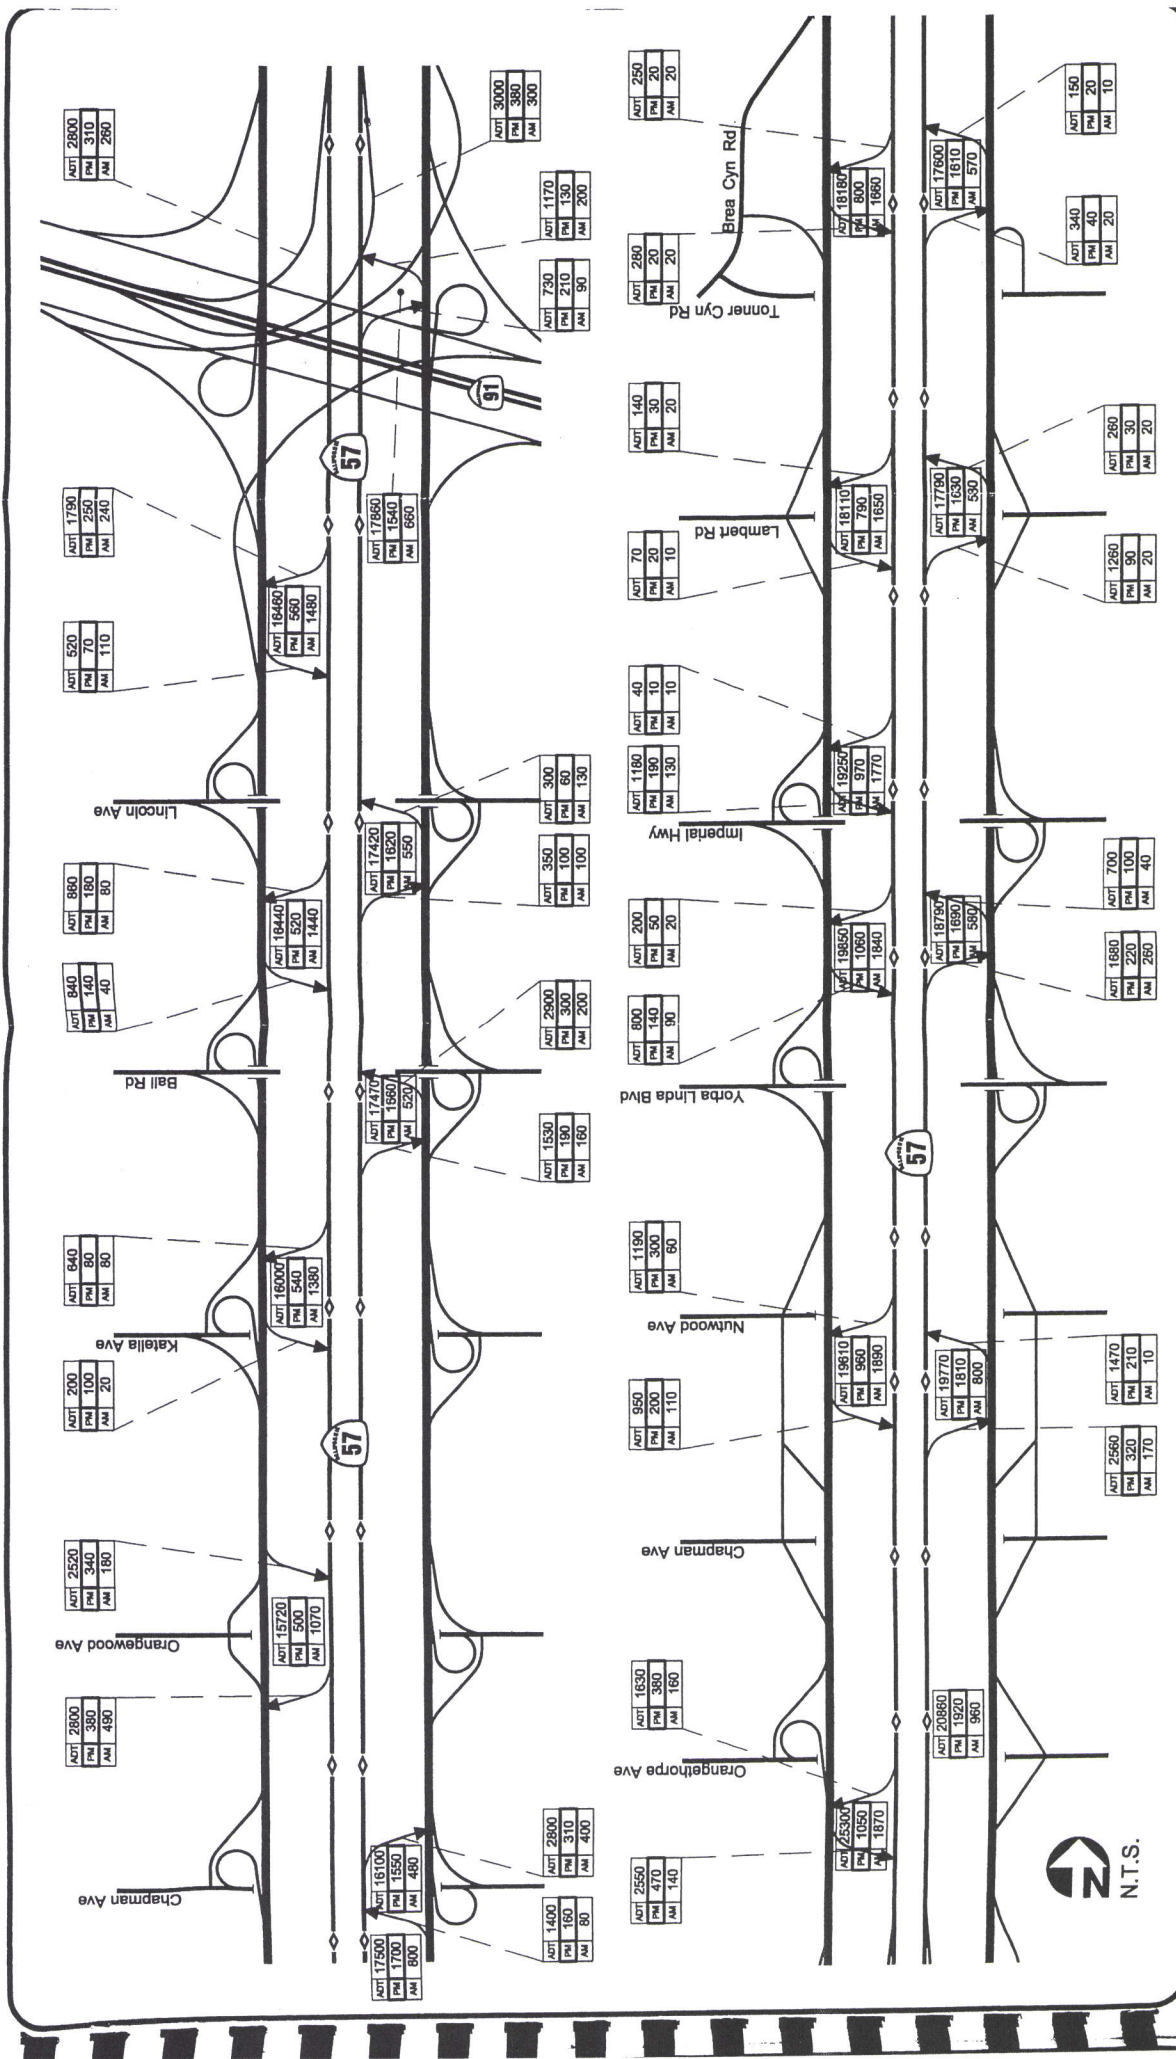 Chapman Ave
Orangewood Ave
Katella Ave
Ball Rd
Lincoln Ave
ADT 2800
PM 380
AM 490
ADT 2520
PM 340
AM 180
ADT 200
PM 100
AM 20
ADT 640
PM 80
AM 80
ADT 840
PM 140
AM 40
ADT 860
PM 180
AM 80
ADT 520
PM 70
AM 110
ADT 1790
PM 250
AM 240
ADT 2800
PM 310
AM 260
ADT 15720
PM 500
AM 1070
ADT 16000
PM 540
AM 1380
ADT 16440
PM 520
AM 1440
ADT 16460
PM 560
AM 1480
57
57
91
ADT 17500
PM 1700
AM 800
ADT 16100
PM 1550
AM 480
ADT 17470
PM 1660
AM 520
ADT 17420
PM 1620
AM 550
ADT 17860
PM 1540
AM 660
ADT 1400
PM 160
AM 80
ADT 2800
PM 310
AM 400
ADT 1530
PM 190
AM 160
ADT 2900
PM 300
AM 200
ADT 350
PM 100
AM 100
ADT 300
PM 60
AM 130
ADT 730
PM 210
AM 90
ADT 1170
PM 130
AM 200
ADT 3000
PM 380
AM 300
ADT 2550
PM 470
AM 140
ADT 1630
PM 380
AM 160
ADT 950
PM 200
AM 110
ADT 1190
PM 300
AM 60
ADT 800
PM 140
AM 90
ADT 200
PM 50
AM 20
ADT 1180
PM 190
AM 130
ADT 40
PM 10
AM 10
ADT 70
PM 20
AM 10
ADT 140
PM 30
AM 20
ADT 280
PM 20
AM 20
ADT 250
PM 20
AM 20
Orangethorpe Ave
Chapman Ave
Nutwood Ave
Yorba Linda Blvd
Imperial Hwy
Lambert Rd
Tonner Cyn Rd
Brea Cyn Rd
ADT 25300
PM 1050
AM 1870
ADT 19610
PM 960
AM 1890
ADT 19850
PM 1060
AM 1840
ADT 19250
PM 970
AM 1770
ADT 18110
PM 790
AM 1650
ADT 18180
PM 800
AM 1660
57
ADT 20860
PM 1920
AM 960
ADT 19770
PM 1810
AM 800
ADT 18790
PM 1690
AM 580
ADT 17790
PM 1630
AM 580
ADT 17600
PM 1610
AM 570
ADT 2560
PM 320
AM 170
ADT 1470
PM 210
AM 10
ADT 1680
PM 220
AM 260
ADT 700
PM 100
AM 40
ADT 1260
PM 90
AM 20
ADT 260
PM 30
AM 20
ADT 340
PM 40
AM 20
ADT 150
PM 20
AM 10
N
N.T.S.